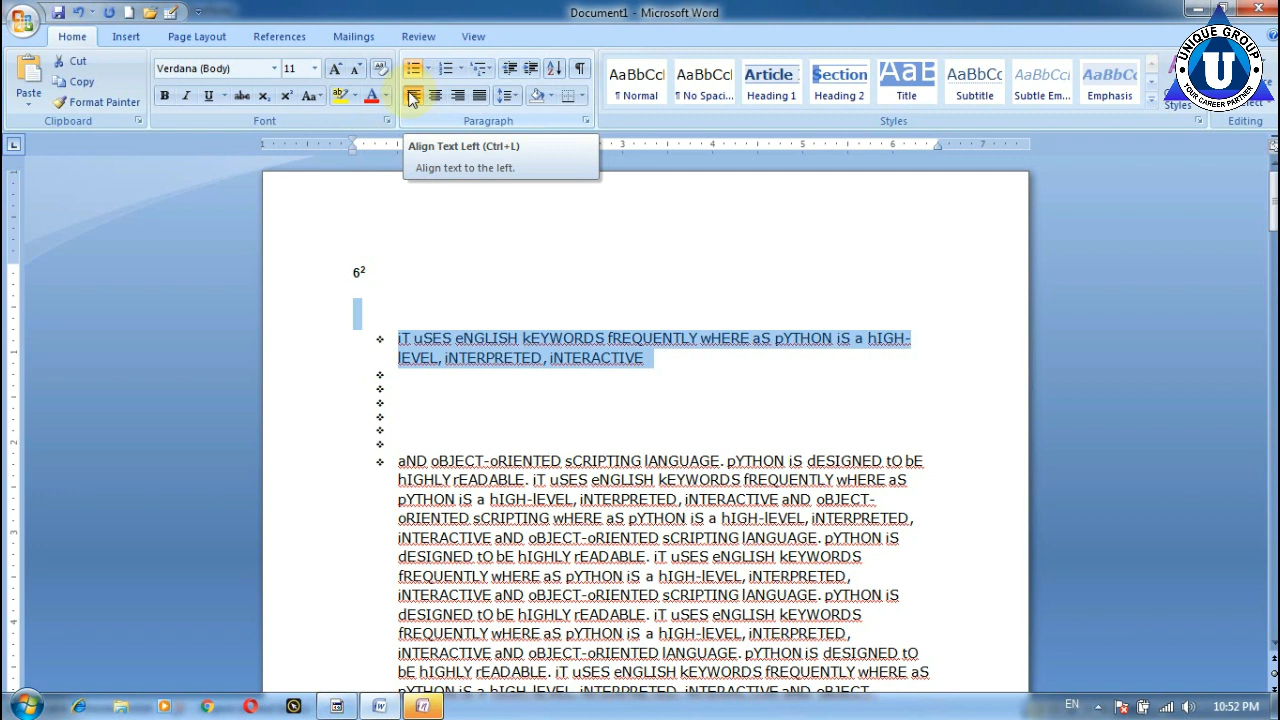 Document1 - Microsoft Word
Home Insert Page Layout References Mailings Review View
UNIQUE GROUP
U
YOUR CAREER PARTNER
Paste
Cut
Copy
Format Painter
Clipboard
Verdana (Body) 11
Font
Paragraph
AaBbCcI AaBbCcI Article Section AaB AaBbCcI AaBbCcI AaBbCcI
¶ Normal ¶ No Spaci... Heading 1 Heading 2 Title Subtitle Subtle Em... Emphasis
Styles
Editing
Align Text Left (Ctrl+L)
Align text to the left.
6²
iT uSES eNGLISH kEYWORDS fREQUENTLY wHERE aS pYTHON iS a hIGH-
lEVEL, iNTERPRETED, iNTERACTIVE
aND oBJECT-oRIENTED sCRIPTING lANGUAGE. pYTHON iS dESIGNED tO bE
hIGHLY rEADABLE. iT uSES eNGLISH kEYWORDS fREQUENTLY wHERE aS
pYTHON iS a hIGH-lEVEL, iNTERPRETED, iNTERACTIVE aND oBJECT-
oRIENTED sCRIPTING wHERE aS pYTHON iS a hIGH-lEVEL, iNTERPRETED,
iNTERACTIVE aND oBJECT-oRIENTED sCRIPTING lANGUAGE. pYTHON iS
dESIGNED tO bE hIGHLY rEADABLE. iT uSES eNGLISH kEYWORDS
fREQUENTLY wHERE aS pYTHON iS a hIGH-lEVEL, iNTERPRETED,
iNTERACTIVE aND oBJECT-oRIENTED sCRIPTING lANGUAGE. pYTHON iS
dESIGNED tO bE hIGHLY rEADABLE. iT uSES eNGLISH kEYWORDS
fREQUENTLY wHERE aS pYTHON iS a hIGH-lEVEL, iNTERPRETED,
iNTERACTIVE aND oBJECT-oRIENTED lANGUAGE. pYTHON iS dESIGNED tO
bE hIGHLY rEADABLE. iT uSES eNGLISH kEYWORDS fREQUENTLY wHERE aS
pYTHON iS a hIGH-lEVEL, iNTERPRETED, iNTERACTIVE aND oBJECT
EN 10:52 PM